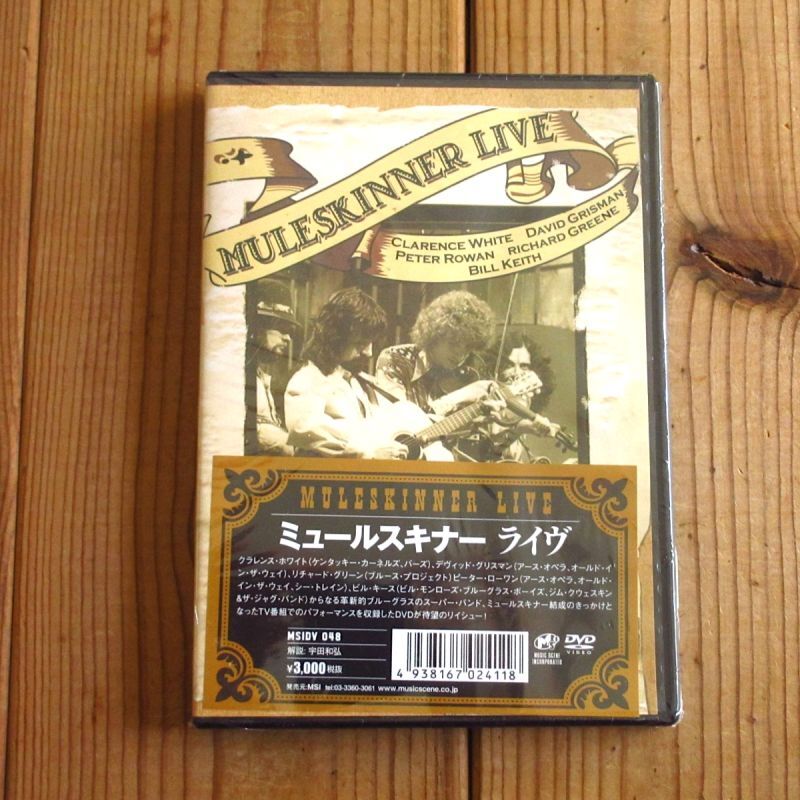 MULESKINNER LIVE
CLARENCE WHITE DAVID GRISMAN
PETER ROWAN RICHARD GREENE
BILL KEITH
MULESKINNER LIVE
ミュールスキナー ライヴ
クラレンス・ホワイト(ケンタッキー・カーネルズ、バーズ)、デヴィッド・グリスマン(アース・オペラ、オールド・イ
ン・ザ・ウェイ)、リチャード・グリーン(ブルース・プロジェクト)ピーター・ローワン(アース・オペラ、オールド・
イン・ザ・ウェイ、シー・トレイン)、ビル・キース(ビル・モンローズ・ブルーグラス・ボーイズ、ジム・クウェスキン
&ザ・ジャグ・バンド)からなる革新的ブルーグラスのスーパー・バンド、ミュールスキナー結成のきっかけと
なったTV番組でのパフォーマンスを収録したDVDが待望のリイシュー!
MSIDV 048
解説: 宇田和弘
¥3,000税抜
4 938167 024118
MUSIC SCENE
INCORPORATED
DVD
VIDEO
発売元:MSI tel:03-3360-3061 www.musicscene.co.jp